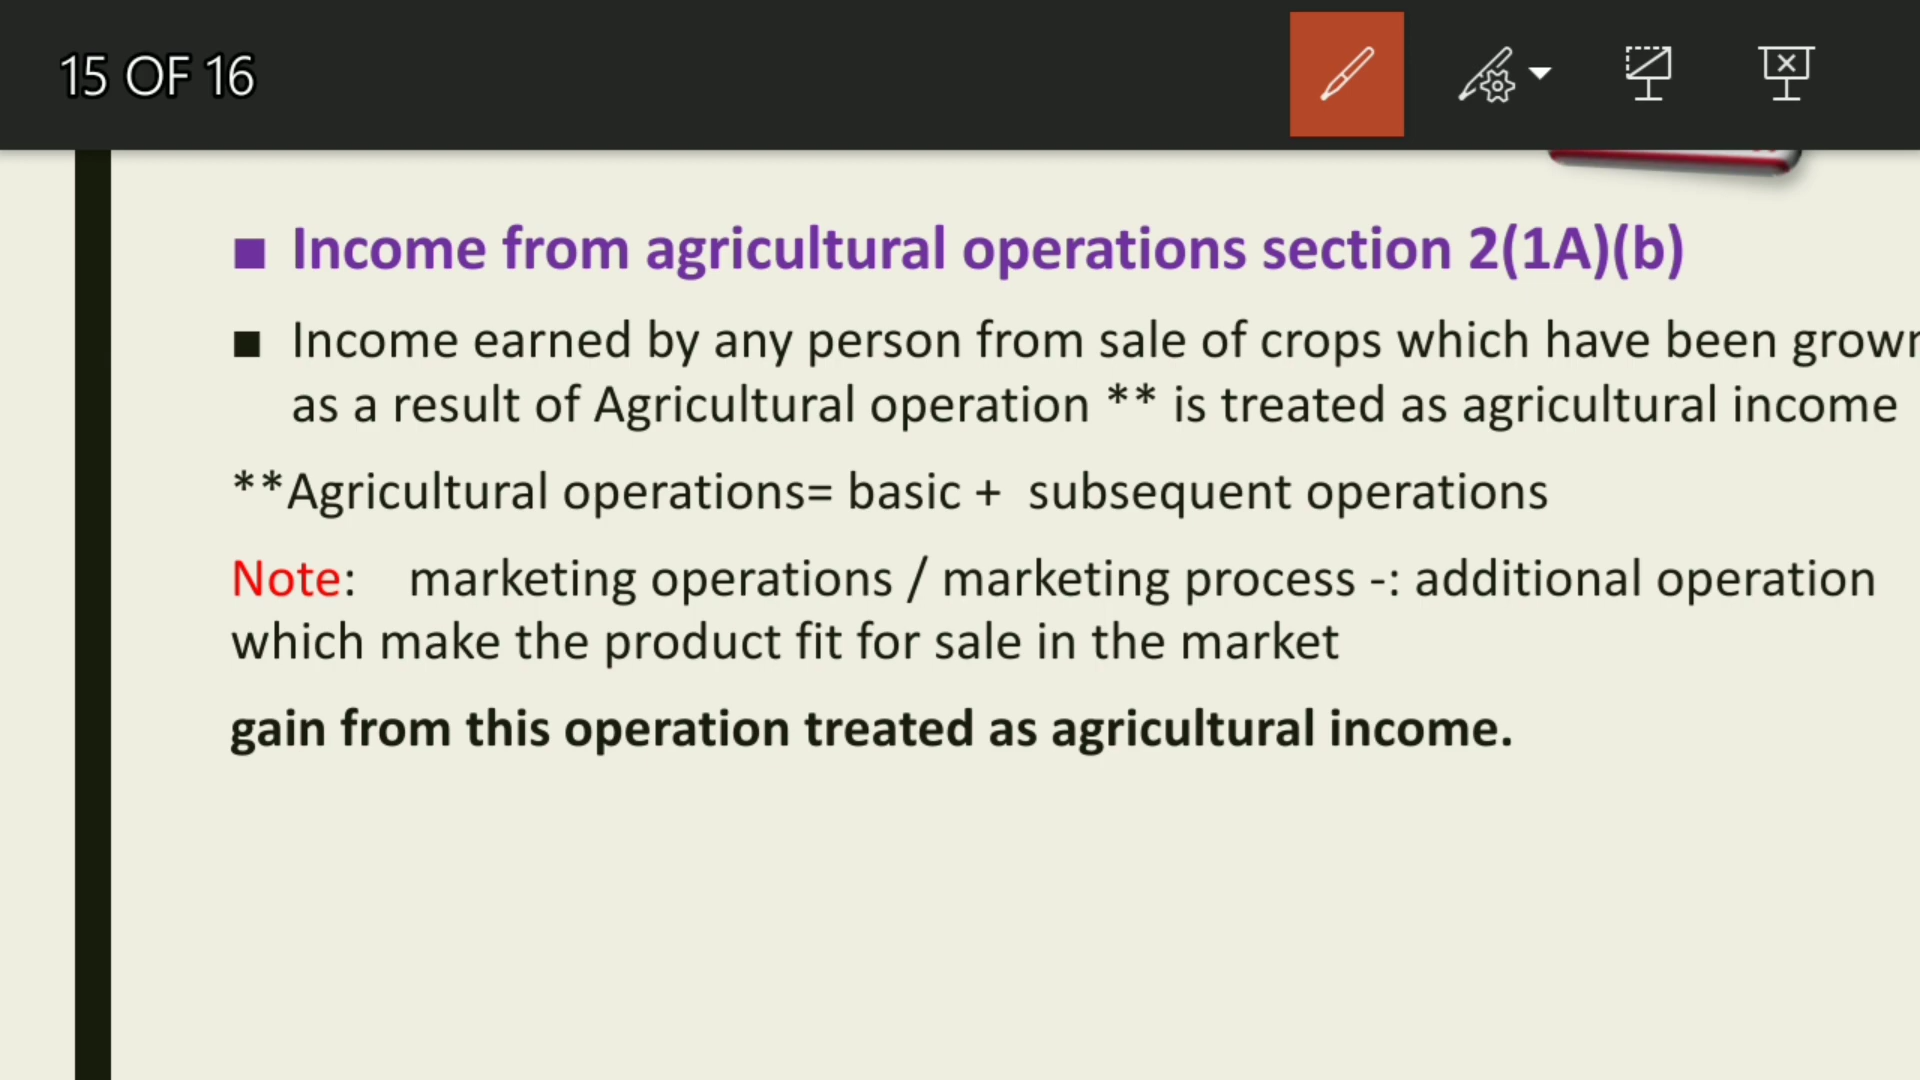 15 OF 16
■ Income from agricultural operations section 2(1A)(b)
■ Income earned by any person from sale of crops which have been grown
as a result of Agricultural operation ** is treated as agricultural income
**Agricultural operations= basic + subsequent operations
Note: marketing operations / marketing process -: additional operation
which make the product fit for sale in the market
gain from this operation treated as agricultural income.